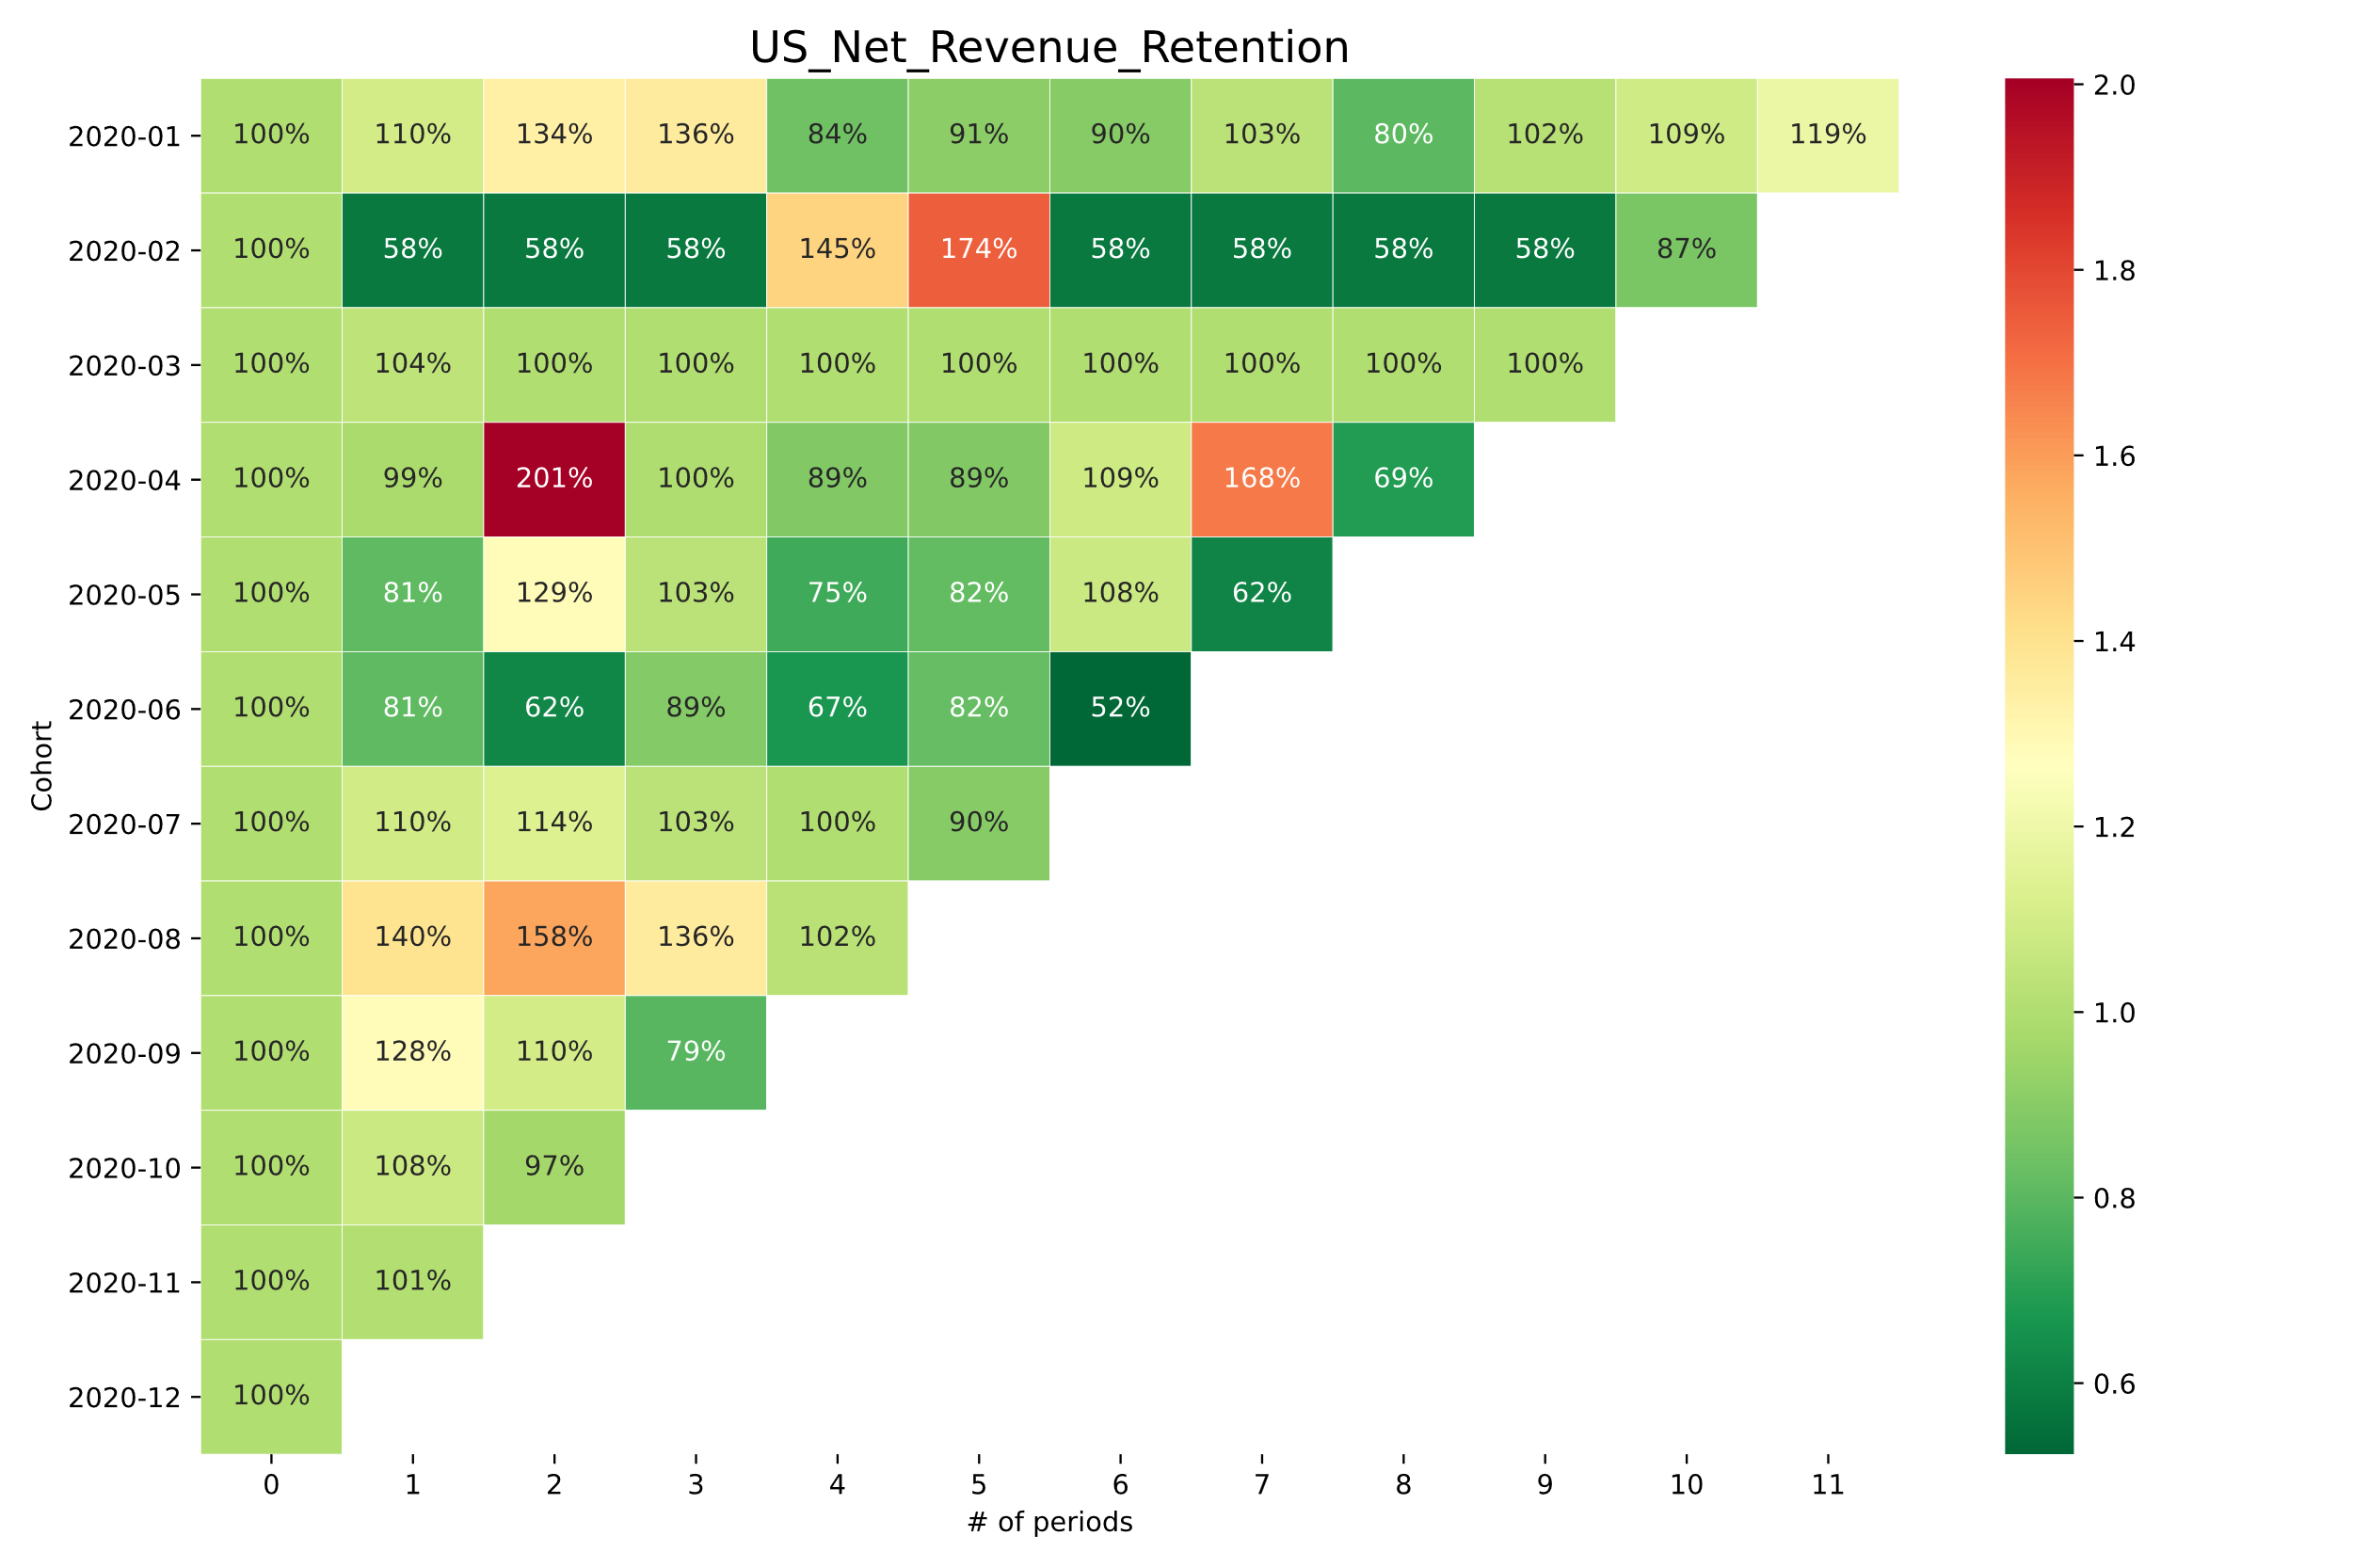 US_Net_Revenue_Retention
2020-01 100% 110% 134% 136% 84% 91% 90% 103% 80% 102% 109% 119%
2020-02 100% 58% 58% 58% 145% 174% 58% 58% 58% 58% 87%
2020-03 100% 104% 100% 100% 100% 100% 100% 100% 100% 100%
2020-04 100% 99% 201% 100% 89% 89% 109% 168% 69%
2020-05 100% 81% 129% 103% 75% 82% 108% 62%
2020-06 100% 81% 62% 89% 67% 82% 52%
2020-07 100% 110% 114% 103% 100% 90%
2020-08 100% 140% 158% 136% 102%
2020-09 100% 128% 110% 79%
2020-10 100% 108% 97%
2020-11 100% 101%
2020-12 100%
Cohort
0 1 2 3 4 5 6 7 8 9 10 11
# of periods
2.0
1.8
1.6
1.4
1.2
1.0
0.8
0.6